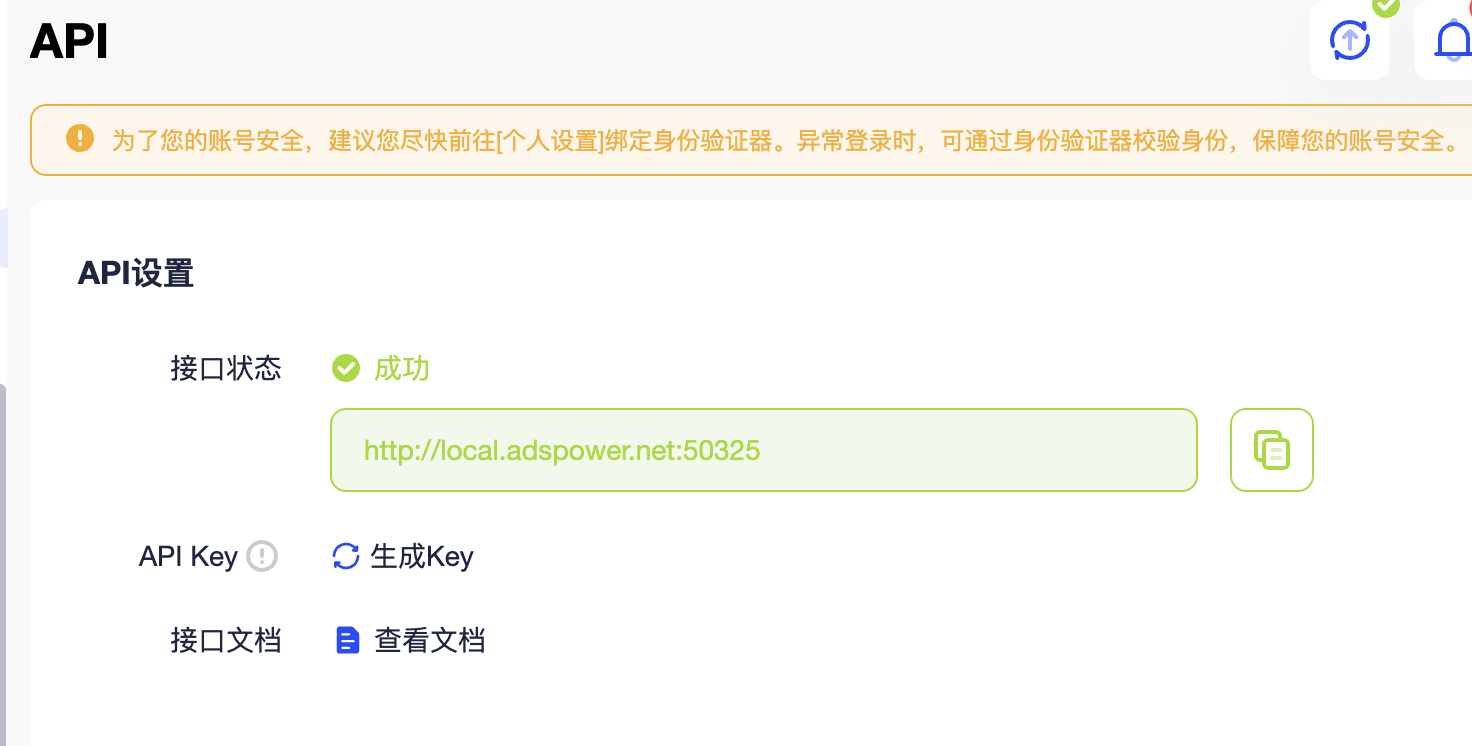 API
为了您的账号安全，建议您尽快前往[个人设置]绑定身份验证器。异常登录时，可通过身份验证器校验身份，保障您的账号安全。
API设置
接口状态 成功
http://local.adspower.net:50325
API Key 生成Key
接口文档 查看文档